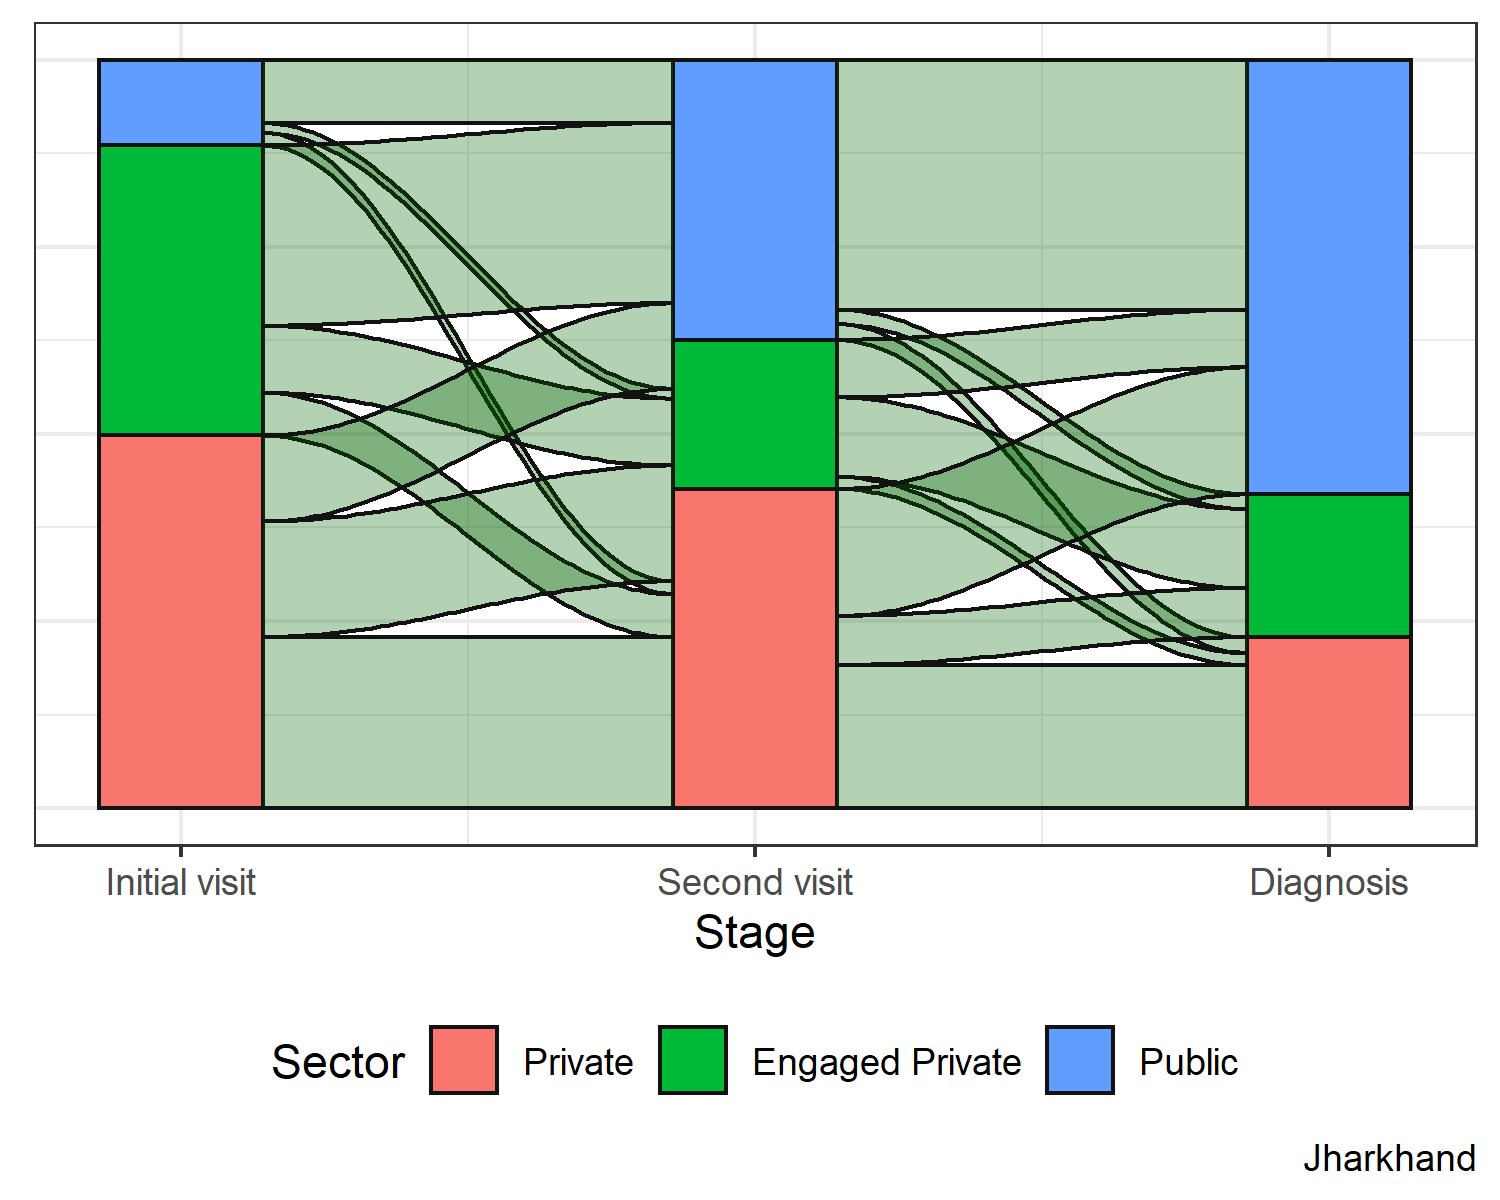 Initial visit Second visit Diagnosis
Stage
Sector Private Engaged Private Public
Jharkhand